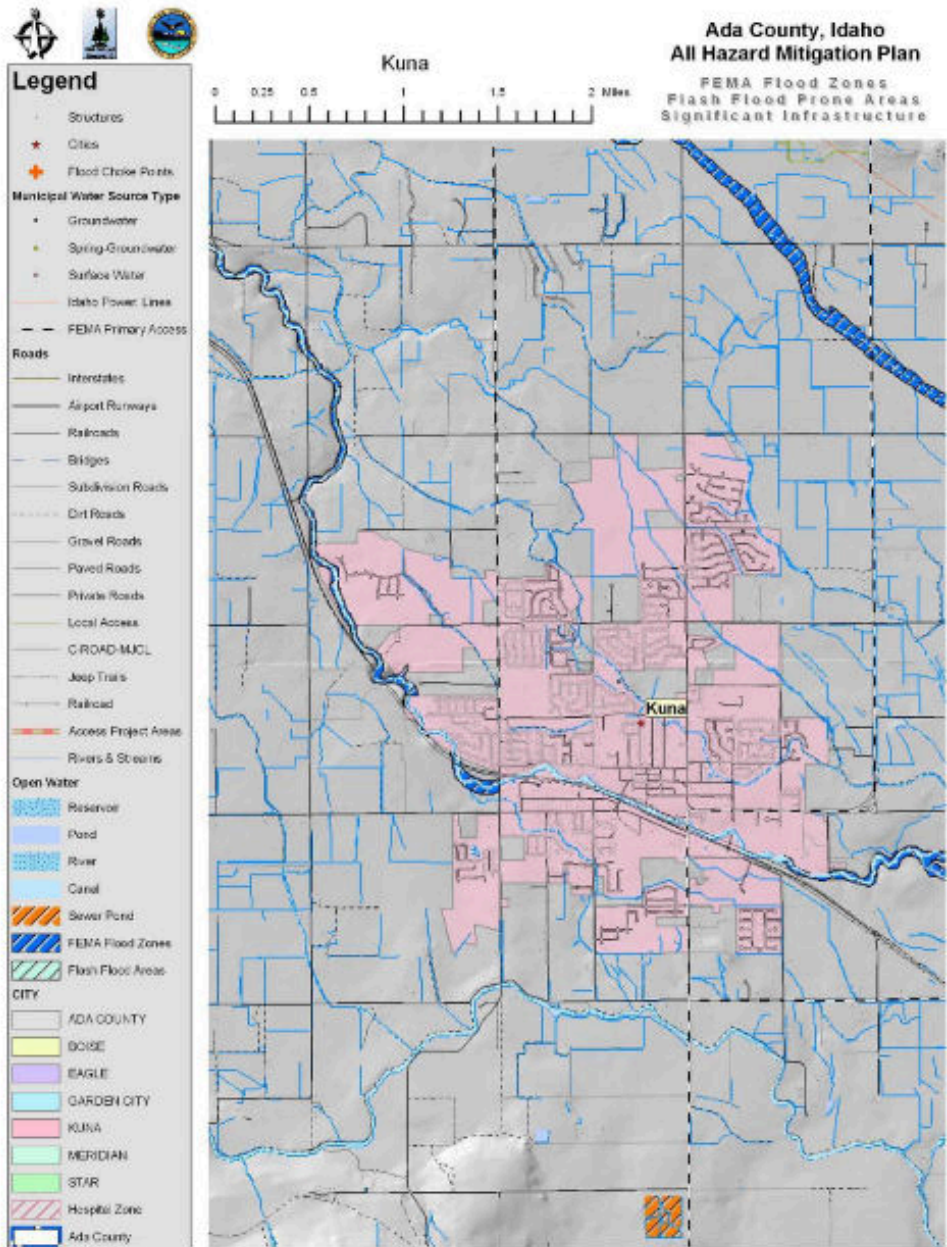 Ada County, Idaho
All Hazard Mitigation Plan
FEMA Flood Zones
Flash Flood Prone Areas
Significant Infrastructure
Kuna
0 0.25 0.5 1 1.5 2 Miles
Legend
Structures
Cities
Flood Choke Points
Municipal Water Source Type
Groundwater
Spring-Groundwater
Surface Water
Idaho Power Lines
FEMA Primary Access
Roads
Interstates
Airport Runways
Railroads
Bridges
Subdivision Roads
Dirt Roads
Gravel Roads
Paved Roads
Private Roads
Local Access
C-ROAD-MJCL
Jeep Trails
Railroad
Access Project Areas
Rivers & Streams
Open Water
Reservoir
Pond
River
Canal
Sewer Pond
FEMA Flood Zones
Flash Flood Areas
CITY
ADA COUNTY
BOISE
EAGLE
GARDEN CITY
KUNA
MERIDIAN
STAR
Hospital Zone
Ada County
Kuna